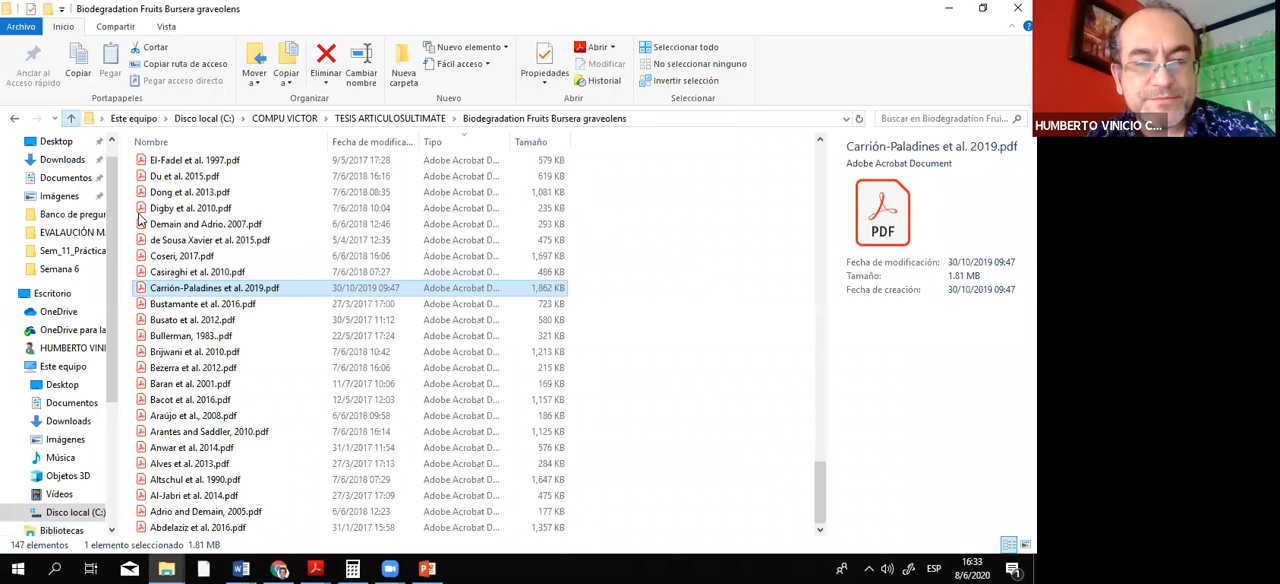 Biodegradation Fruits Bursera graveolens
Archivo Inicio Compartir Vista
Anclar al Acceso rápido
Copiar
Pegar
Cortar
Copiar ruta de acceso
Pegar acceso directo
Portapapeles
Mover a
Copiar a
Eliminar
Cambiar nombre
Organizar
Nueva carpeta
Nuevo elemento
Fácil acceso
Nuevo
Propiedades
Abrir
Modificar
Historial
Abrir
Seleccionar todo
No seleccionar ninguno
Invertir selección
Seleccionar
HUMBERTO VINICIO C...
Este equipo Disco local (C:) COMPU VICTOR TESIS ARTICULOSULTIMATE Biodegradation Fruits Bursera graveolens
Buscar en Biodegradation Frui...
Desktop
Downloads
Documentos
Imágenes
Banco de pregur
EVALAUCIÓN M.
Sem_11_Práctica
Semana 6
Escritorio
OneDrive
OneDrive para la
HUMBERTO VINI
Este equipo
Desktop
Documentos
Downloads
Imágenes
Música
Objetos 3D
Vídeos
Disco local (C:)
Bibliotecas
Nombre Fecha de modifica... Tipo Tamaño
El-Fadel et al. 1997.pdf 9/5/2017 17:28 Adobe Acrobat D... 579 KB
Du et al. 2015.pdf 7/6/2018 16:16 Adobe Acrobat D... 619 KB
Dong et al. 2013.pdf 7/6/2018 08:35 Adobe Acrobat D... 1,081 KB
Digby et al. 2010.pdf 7/6/2018 10:04 Adobe Acrobat D... 235 KB
Demain and Adrio. 2007.pdf 6/6/2018 12:46 Adobe Acrobat D... 293 KB
de Sousa Xavier et al. 2015.pdf 5/4/2017 12:35 Adobe Acrobat D... 475 KB
Coseri, 2017.pdf 6/6/2018 16:06 Adobe Acrobat D... 1,697 KB
Casiraghi et al. 2010.pdf 7/6/2018 07:27 Adobe Acrobat D... 486 KB
Carrión-Paladines et al. 2019.pdf 30/10/2019 09:47 Adobe Acrobat D... 1,862 KB
Bustamante et al. 2016.pdf 27/3/2017 17:00 Adobe Acrobat D... 723 KB
Busato et al. 2012.pdf 30/5/2017 11:12 Adobe Acrobat D... 580 KB
Bullerman, 1983..pdf 22/5/2017 17:24 Adobe Acrobat D... 321 KB
Brijwani et al. 2010.pdf 7/6/2018 10:42 Adobe Acrobat D... 1,213 KB
Bezerra et al. 2012.pdf 7/6/2018 16:06 Adobe Acrobat D... 215 KB
Baran et al. 2001.pdf 11/7/2017 10:06 Adobe Acrobat D... 169 KB
Bacot et al. 2016.pdf 12/5/2017 12:03 Adobe Acrobat D... 1,157 KB
Araújo et al., 2008.pdf 6/6/2018 09:58 Adobe Acrobat D... 186 KB
Arantes and Saddler, 2010.pdf 7/6/2018 16:14 Adobe Acrobat D... 1,125 KB
Anwar et al. 2014.pdf 31/1/2017 11:54 Adobe Acrobat D... 576 KB
Alves et al. 2013.pdf 27/3/2017 17:13 Adobe Acrobat D... 284 KB
Altschul et al. 1990.pdf 7/6/2018 07:29 Adobe Acrobat D... 1,647 KB
Al-Jabri et al. 2014.pdf 27/3/2017 17:09 Adobe Acrobat D... 475 KB
Adrio and Demain, 2005.pdf 6/6/2018 12:23 Adobe Acrobat D... 177 KB
Abdelaziz et al. 2016.pdf 31/1/2017 15:58 Adobe Acrobat D... 1,357 KB
Carrión-Paladines et al. 2019.pdf
Adobe Acrobat Document
PDF
Fecha de modificación: 30/10/2019 09:47
Tamaño: 1.81 MB
Fecha de creación: 30/10/2019 09:47
147 elementos 1 elemento seleccionado 1.81 MB
ESP
16:33
8/6/2020
1